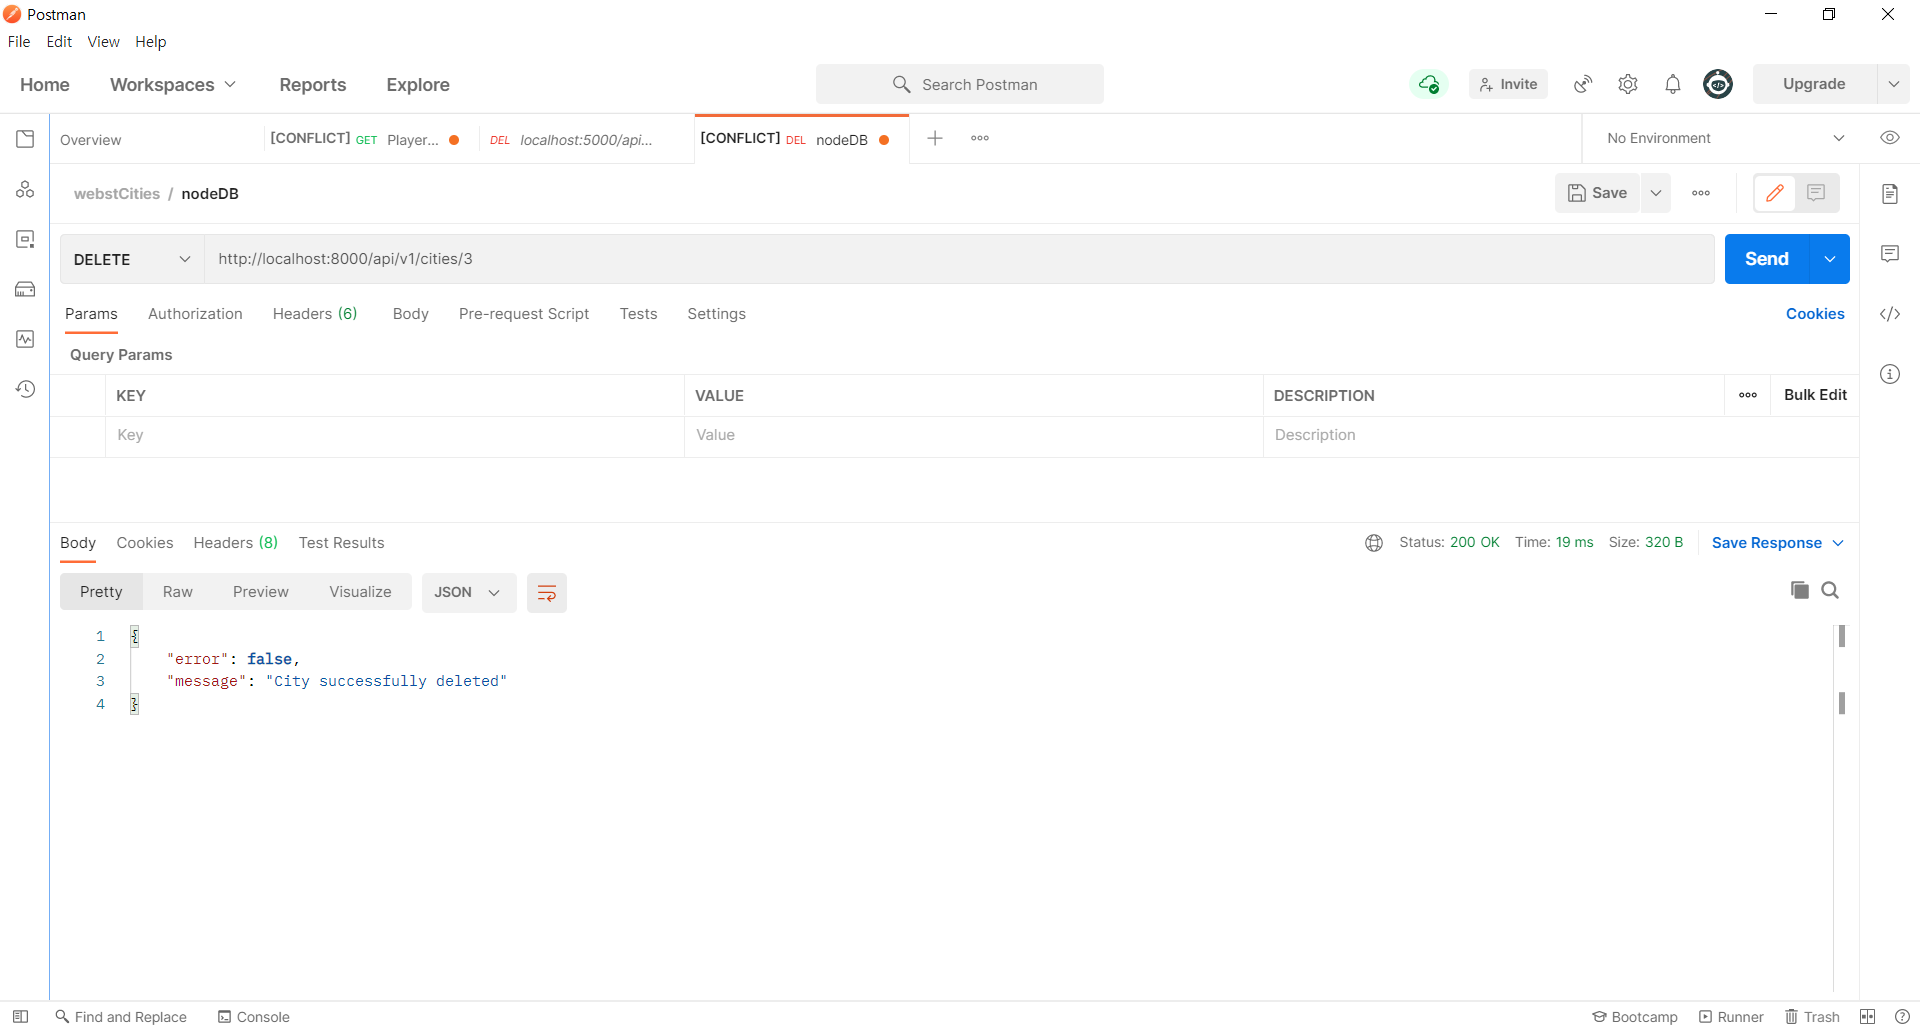 Postman
File Edit View Help
Home Workspaces Reports Explore Search Postman Invite Upgrade
Overview [CONFLICT] GET Player... DEL localhost:5000/api... [CONFLICT] DEL nodeDB No Environment
webstCities / nodeDB Save
DELETE http://localhost:8000/api/v1/cities/3 Send
Params Authorization Headers (6) Body Pre-request Script Tests Settings Cookies
Query Params
KEY VALUE DESCRIPTION Bulk Edit
Key Value Description
Body Cookies Headers (8) Test Results Status: 200 OK Time: 19 ms Size: 320 B Save Response
Pretty Raw Preview Visualize JSON
1 {
2 "error": false,
3 "message": "City successfully deleted"
4 }
Find and Replace Console Bootcamp Runner Trash